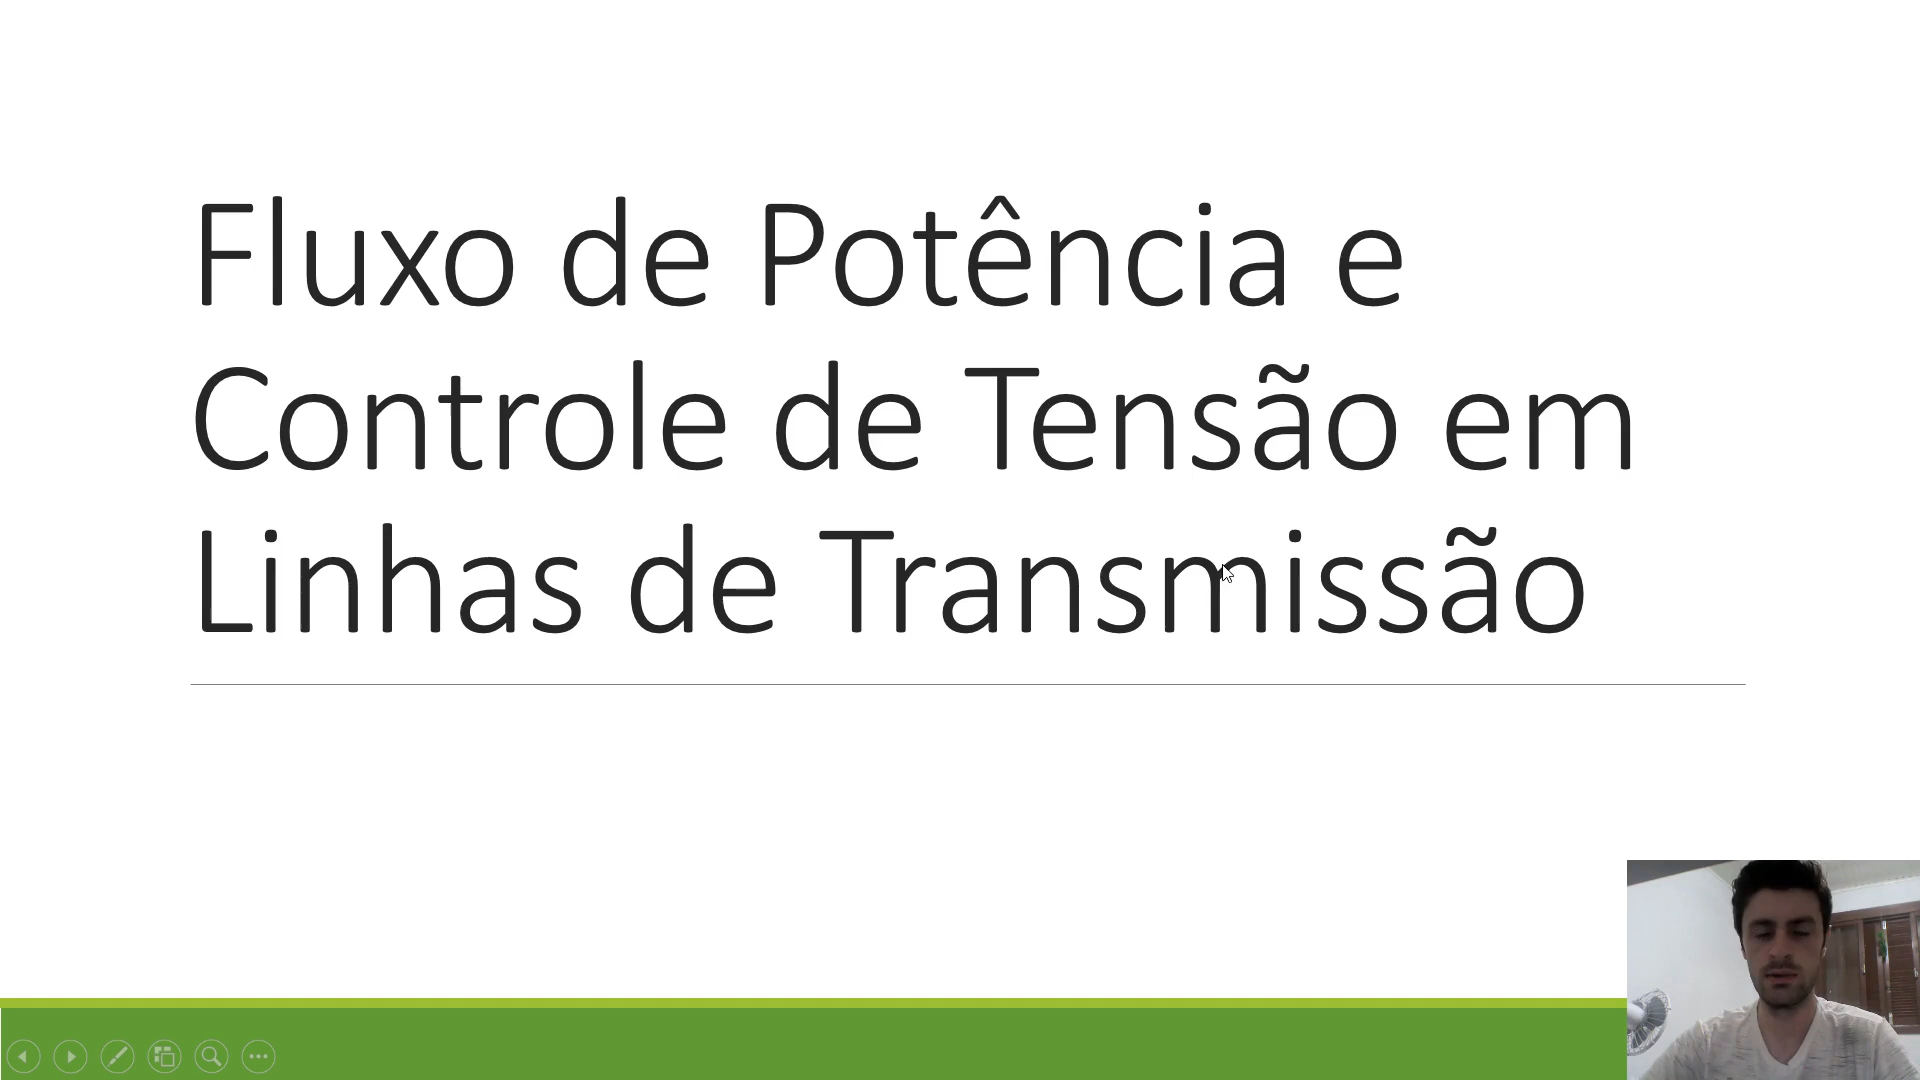 Fluxo de Potência e
Controle de Tensão em
Linhas de Transmissão